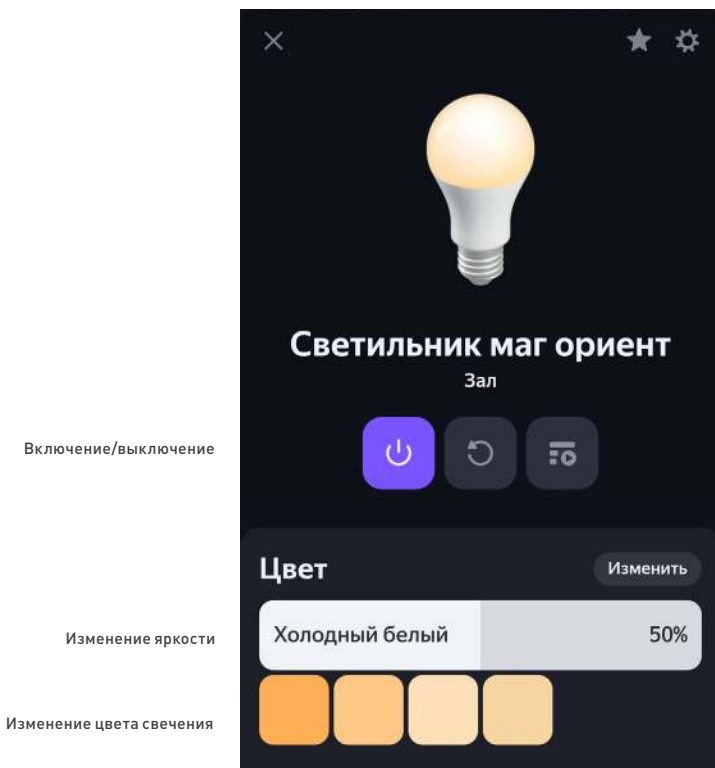 Светильник маг ориент
Зал
Включение/выключение
Цвет
Изменить
Изменение яркости
Холодный белый
50%
Изменение цвета свечения